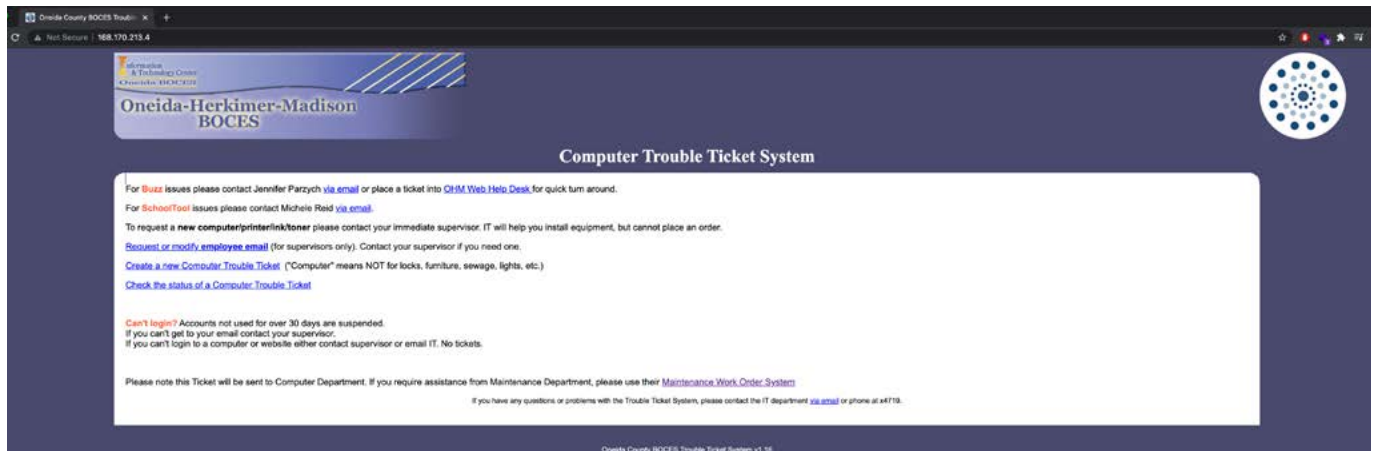 Oneida County BOCES Trouble
Not Secure | 168.170.213.4
Information
& Technology Center
Oneida BOCES
Oneida-Herkimer-Madison
BOCES
Computer Trouble Ticket System
For Buzz issues please contact Jennifer Parzych via email or place a ticket into OHM Web Help Desk for quick turn around.
For SchoolTool issues please contact Michele Reid via email.
To request a new computer/printer/ink/toner please contact your immediate supervisor. IT will help you install equipment, but cannot place an order.
Request or modify employee email (for supervisors only). Contact your supervisor if you need one.
Create a new Computer Trouble Ticket ("Computer" means NOT for locks, furniture, sewage, lights, etc.)
Check the status of a Computer Trouble Ticket
Can't login? Accounts not used for over 30 days are suspended.
If you can't get to your email contact your supervisor.
If you can't login to a computer or website either contact supervisor or email IT. No tickets.
Please note this Ticket will be sent to Computer Department. If you require assistance from Maintenance Department, please use their Maintenance Work Order System
If you have any questions or problems with the Trouble Ticket System, please contact the IT department via email or phone at x4719.
Oneida County BOCES Trouble Ticket System v1.16